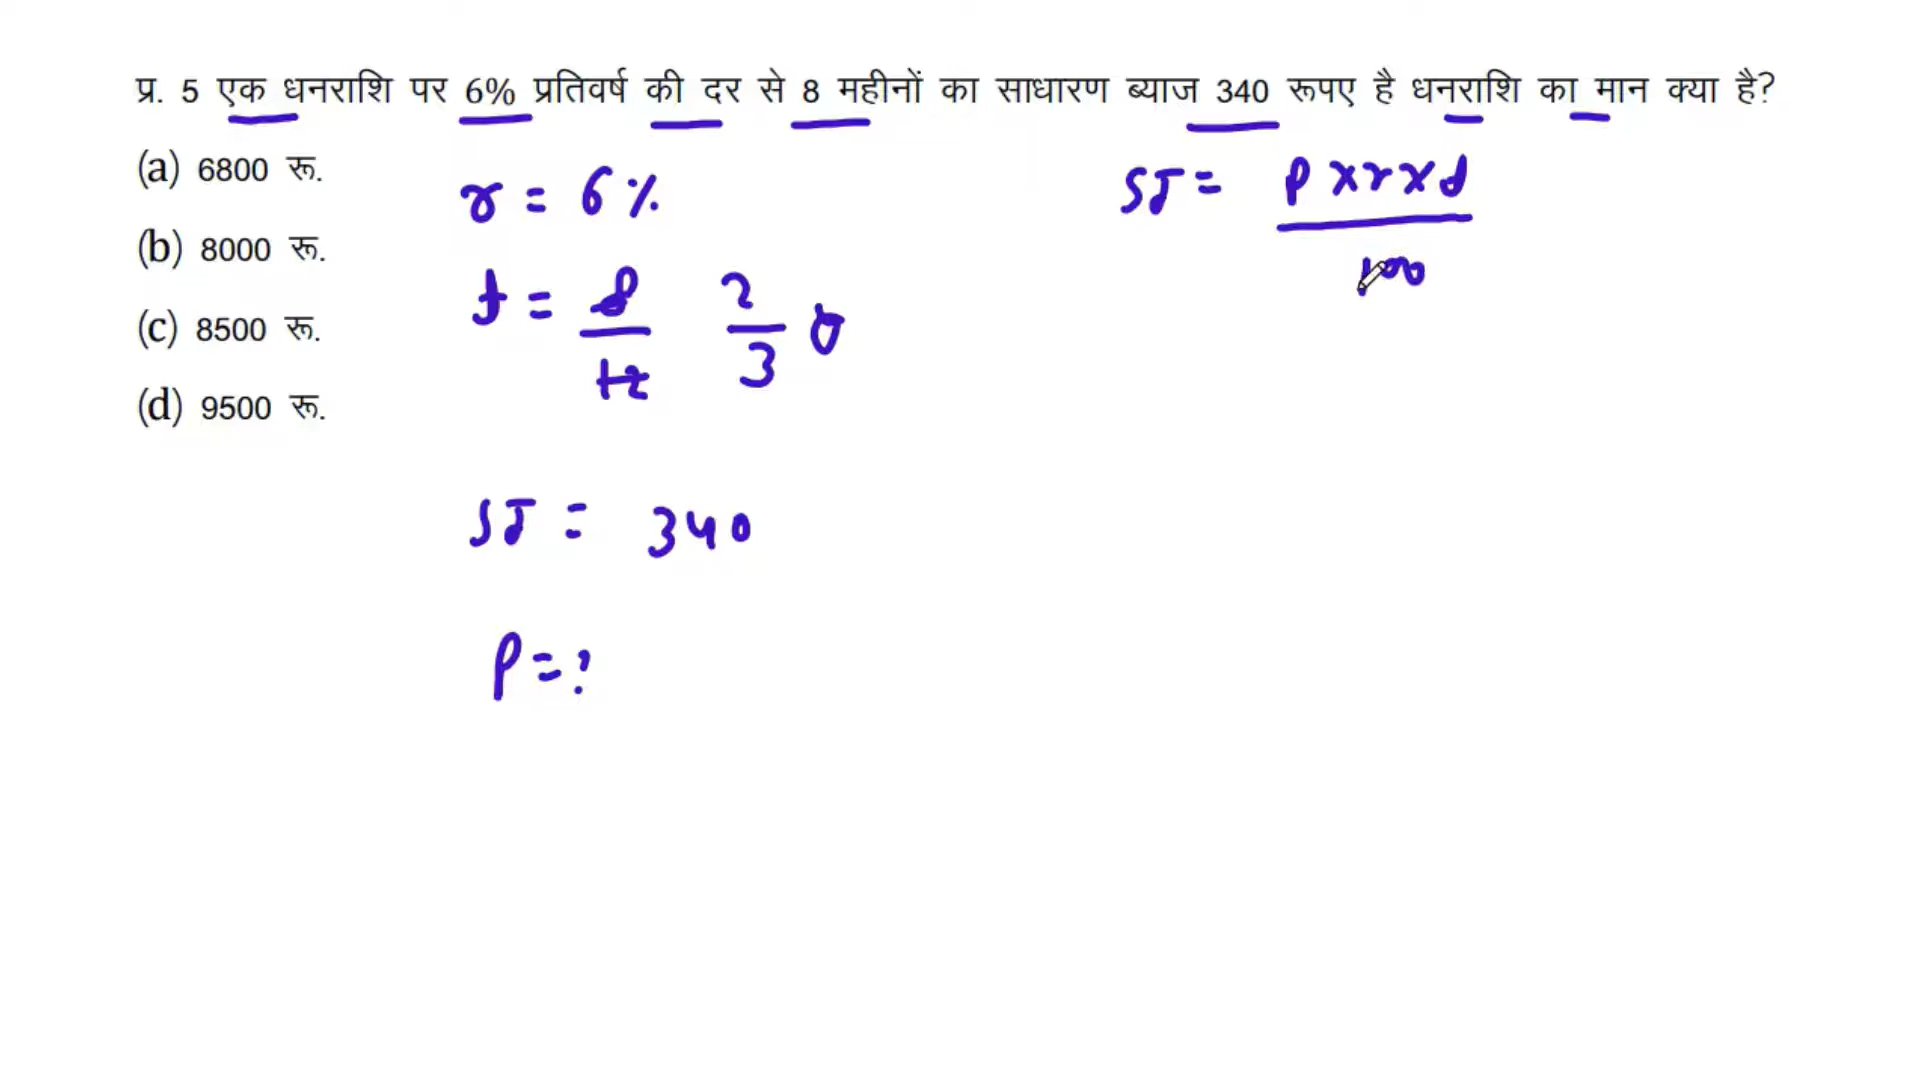 प्र. 5 एक धनराशि पर 6% प्रतिवर्ष की दर से 8 महीनों का साधारण ब्याज 340 रूपए है धनराशि का मान क्या है?
(a) 6800 रू.
(b) 8000 रू.
(c) 8500 रू.
(d) 9500 रू.
r = 6%
t = 8/12 2/3 v
SI = 340
P = ?
SI = P x r x t
100